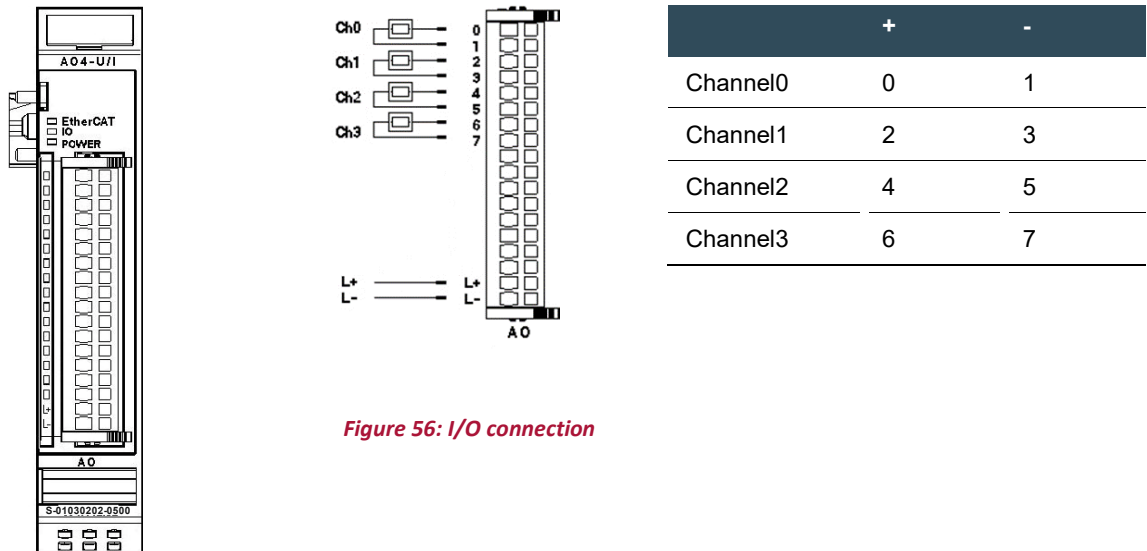 AO4-U/I
EtherCAT
IO
POWER
L+
L-
AO
S-01030202-0500
Ch0
Ch1
Ch2
Ch3
0
1
2
3
4
5
6
7
L+
L-
L+
L-
AO
Figure 56: I/O connection
+ -
Channel0 0 1
Channel1 2 3
Channel2 4 5
Channel3 6 7